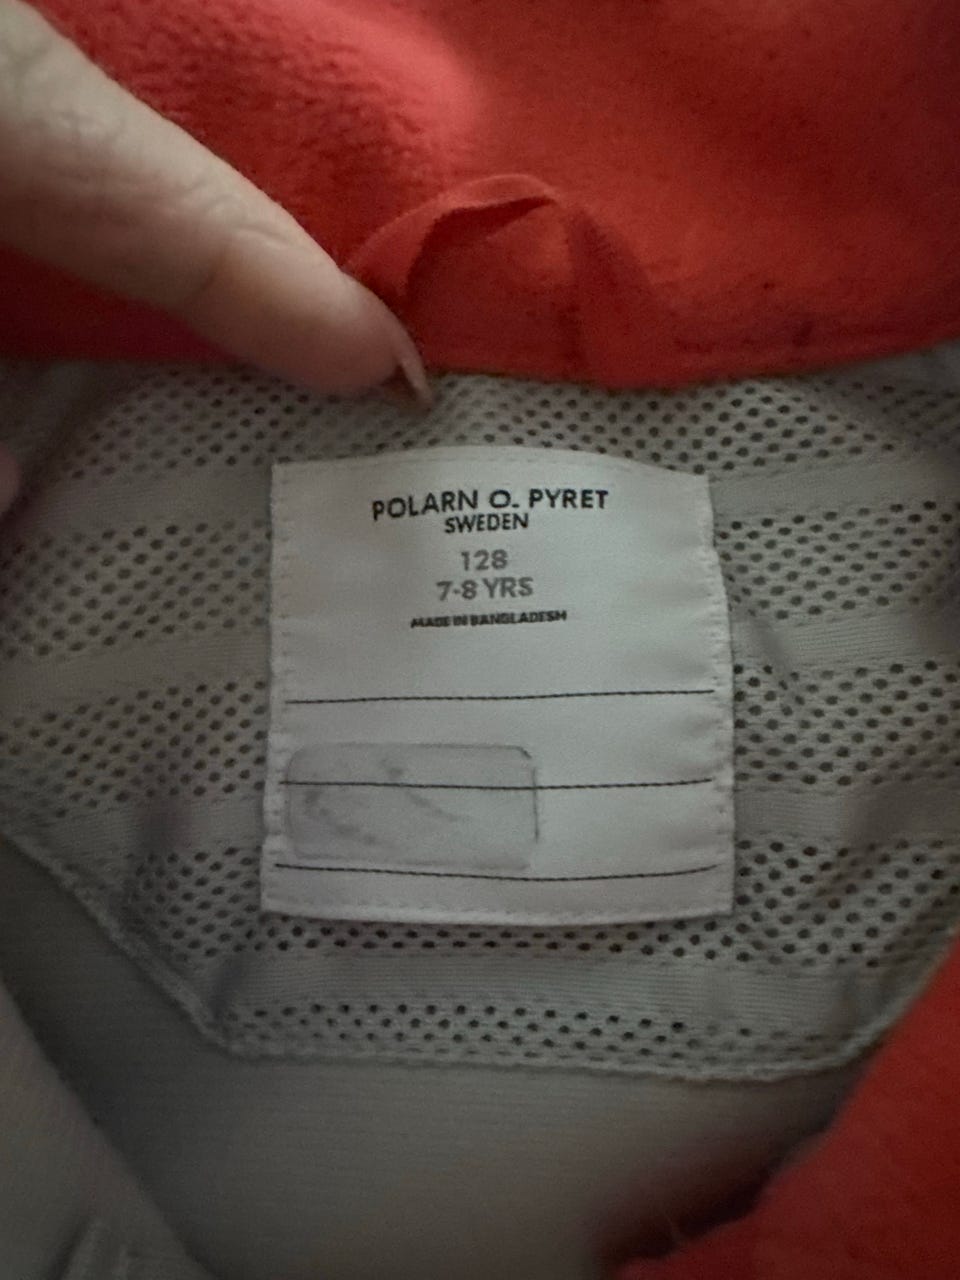 POLARN O. PYRET
SWEDEN
128
7-8 YRS
MADE IN BANGLADESH